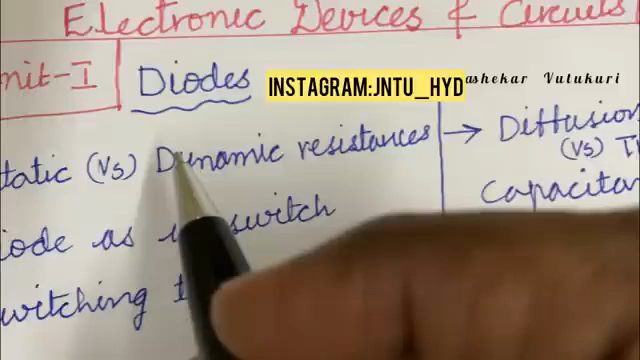 Electronic Devices & Circuits
nit-I
Diodes
INSTAGRAM:JNTU_HYD
ashekar Vutukuri
tatic (Vs) Dynamic resistances
→ Diffusion
(Vs) T
Capacitan
iode as switch
witching